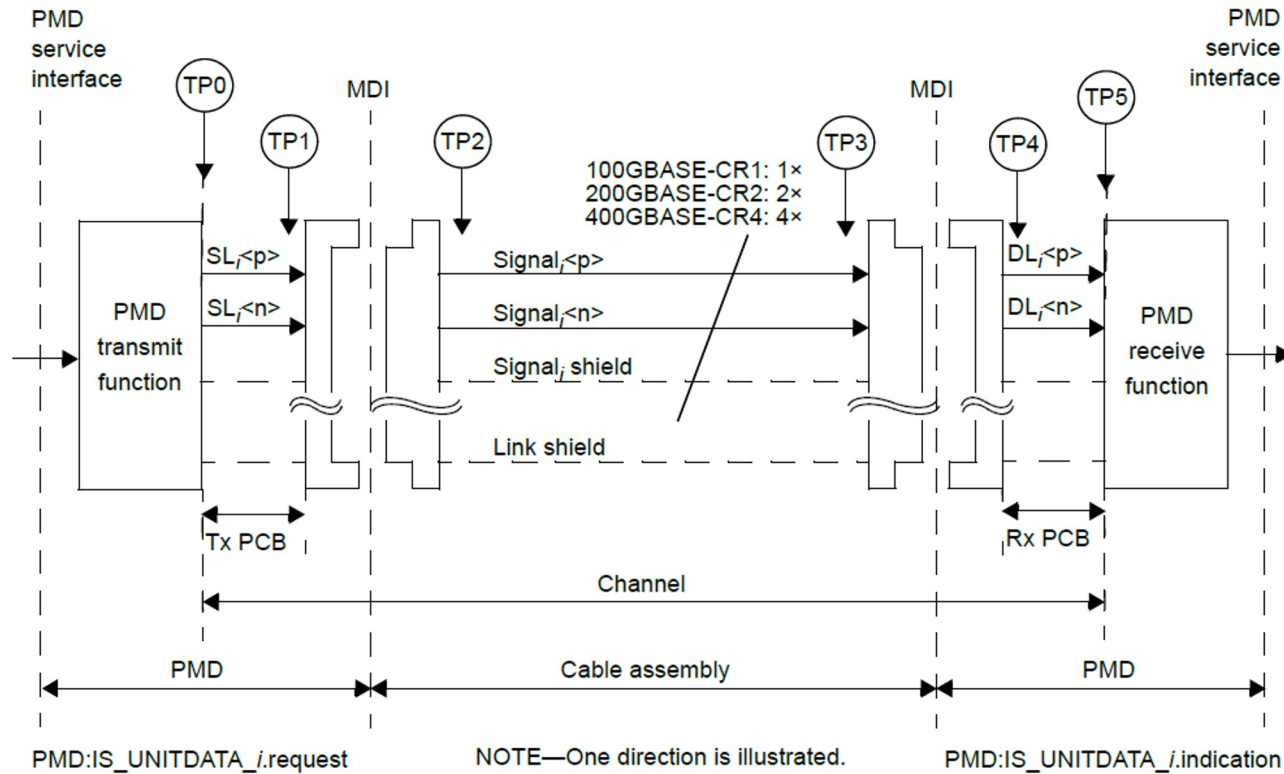 PMD
service
interface
PMD
service
interface
TP0
MDI
MDI
TP5
TP1
TP2
TP3
TP4
100GBASE-CR1: 1×
200GBASE-CR2: 2×
400GBASE-CR4: 4×
SLi<p>
Signali<p>
DLi<p>
SLi<n>
Signali<n>
DLi<n>
PMD
transmit
function
PMD
receive
function
Signali shield
Link shield
Tx PCB
Rx PCB
Channel
PMD
Cable assembly
PMD
PMD:IS_UNITDATA_i.request
NOTE—One direction is illustrated.
PMD:IS_UNITDATA_i.indication